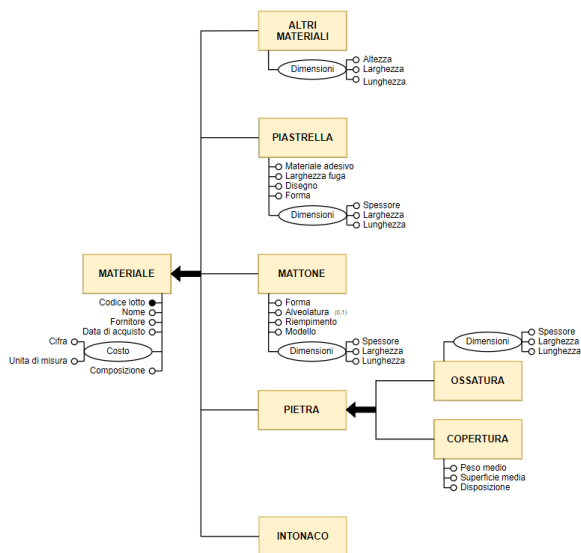 ALTRI
MATERIALI
Dimensioni
Altezza
Larghezza
Lunghezza
PIASTRELLA
Materiale adesivo
Larghezza fuga
Disegno
Forma
Dimensioni
Spessore
Larghezza
Lunghezza
MATERIALE
Codice lotto
Nome
Fornitore
Data di acquisto
Cifra
Costo
Unita di misura
Composizione
MATTONE
Forma
Alveolatura (0,1)
Riempimento
Modello
Dimensioni
Spessore
Larghezza
Lunghezza
PIETRA
Dimensioni
Spessore
Larghezza
Lunghezza
OSSATURA
COPERTURA
Peso medio
Superficie media
Disposizione
INTONACO